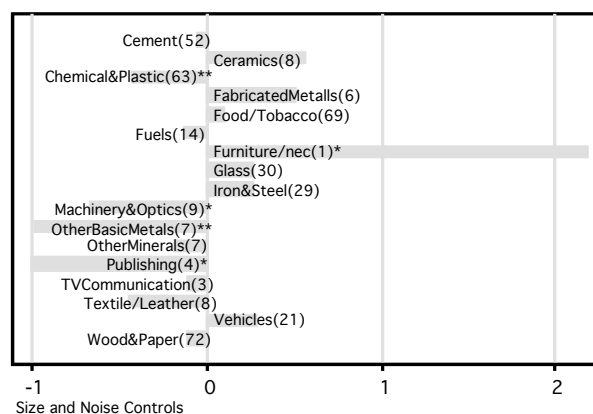 Cement(52)
Ceramics(8)
Chemical&Plastic(63)**
FabricatedMetalls(6)
Food/Tobacco(69)
Fuels(14)
Furniture/nec(1)*
Glass(30)
Iron&Steel(29)
Machinery&Optics(9)*
OtherBasicMetals(7)**
OtherMinerals(7)
Publishing(4)*
TVCommunication(3)
Textile/Leather(8)
Vehicles(21)
Wood&Paper(72)
-1 0 1 2
Size and Noise Controls